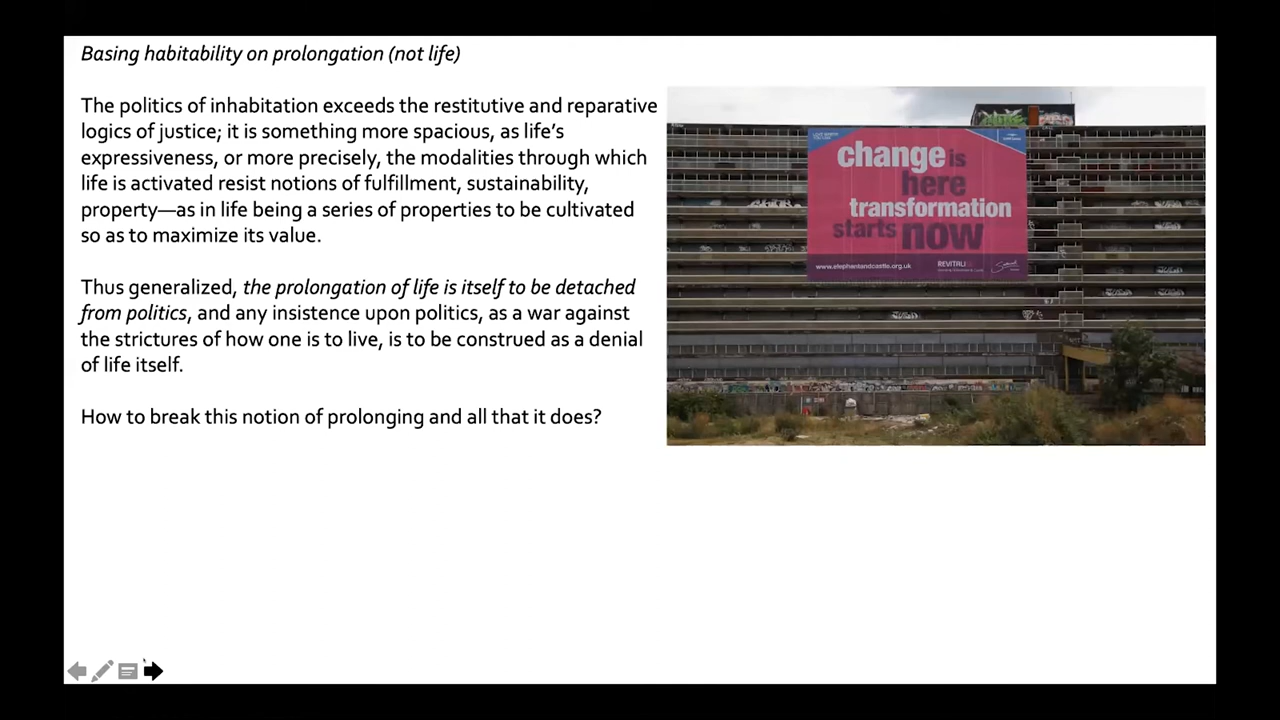 Basing habitability on prolongation (not life)
The politics of inhabitation exceeds the restitutive and reparative
logics of justice; it is something more spacious, as life's
expressiveness, or more precisely, the modalities through which
life is activated resist notions of fulfillment, sustainability,
property—as in life being a series of properties to be cultivated
so as to maximize its value.
Thus generalized, the prolongation of life is itself to be detached
from politics, and any insistence upon politics, as a war against
the strictures of how one is to live, is to be construed as a denial
of life itself.
How to break this notion of prolonging and all that it does?
change is
here
transformation
starts now
www.elephantandcastle.org.uk